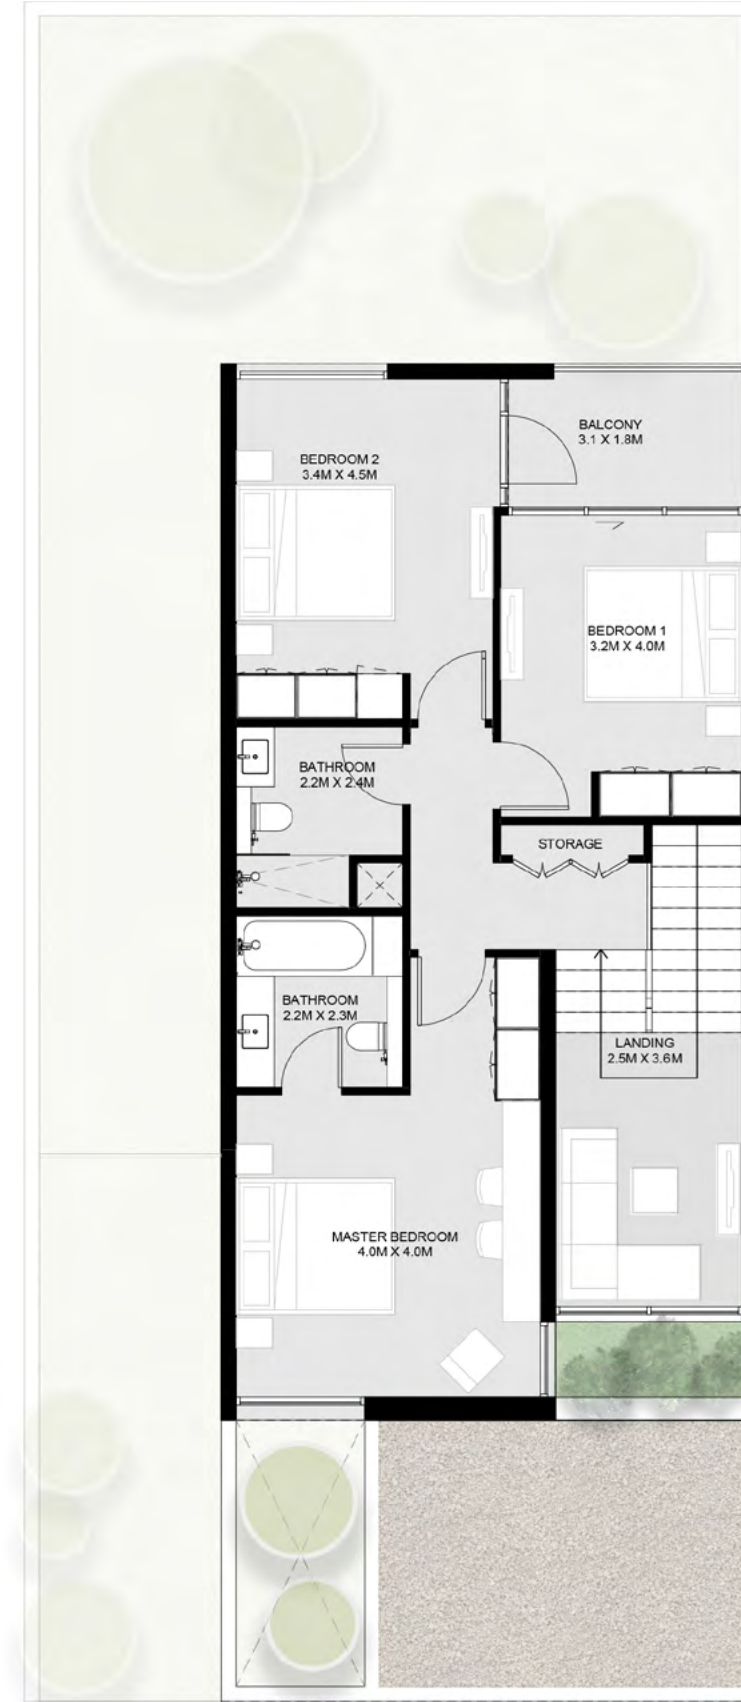 BALCONY
3.1 X 1.8M
BEDROOM 2
3.4M X 4.5M
BEDROOM 1
3.2M X 4.0M
BATHROOM
2.2M X 2.4M
STORAGE
BATHROOM
2.2M X 2.3M
LANDING
2.5M X 3.6M
MASTER BEDROOM
4.0M X 4.0M